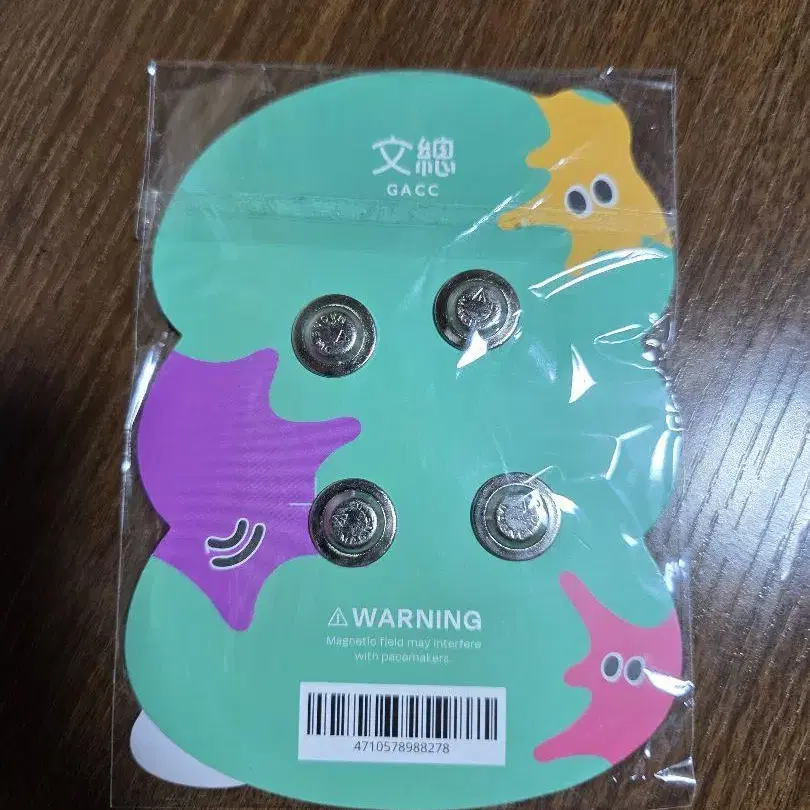 文總
GACC
⚠WARNING
Magnetic field may interfere
with pacemakers.
4710578988278